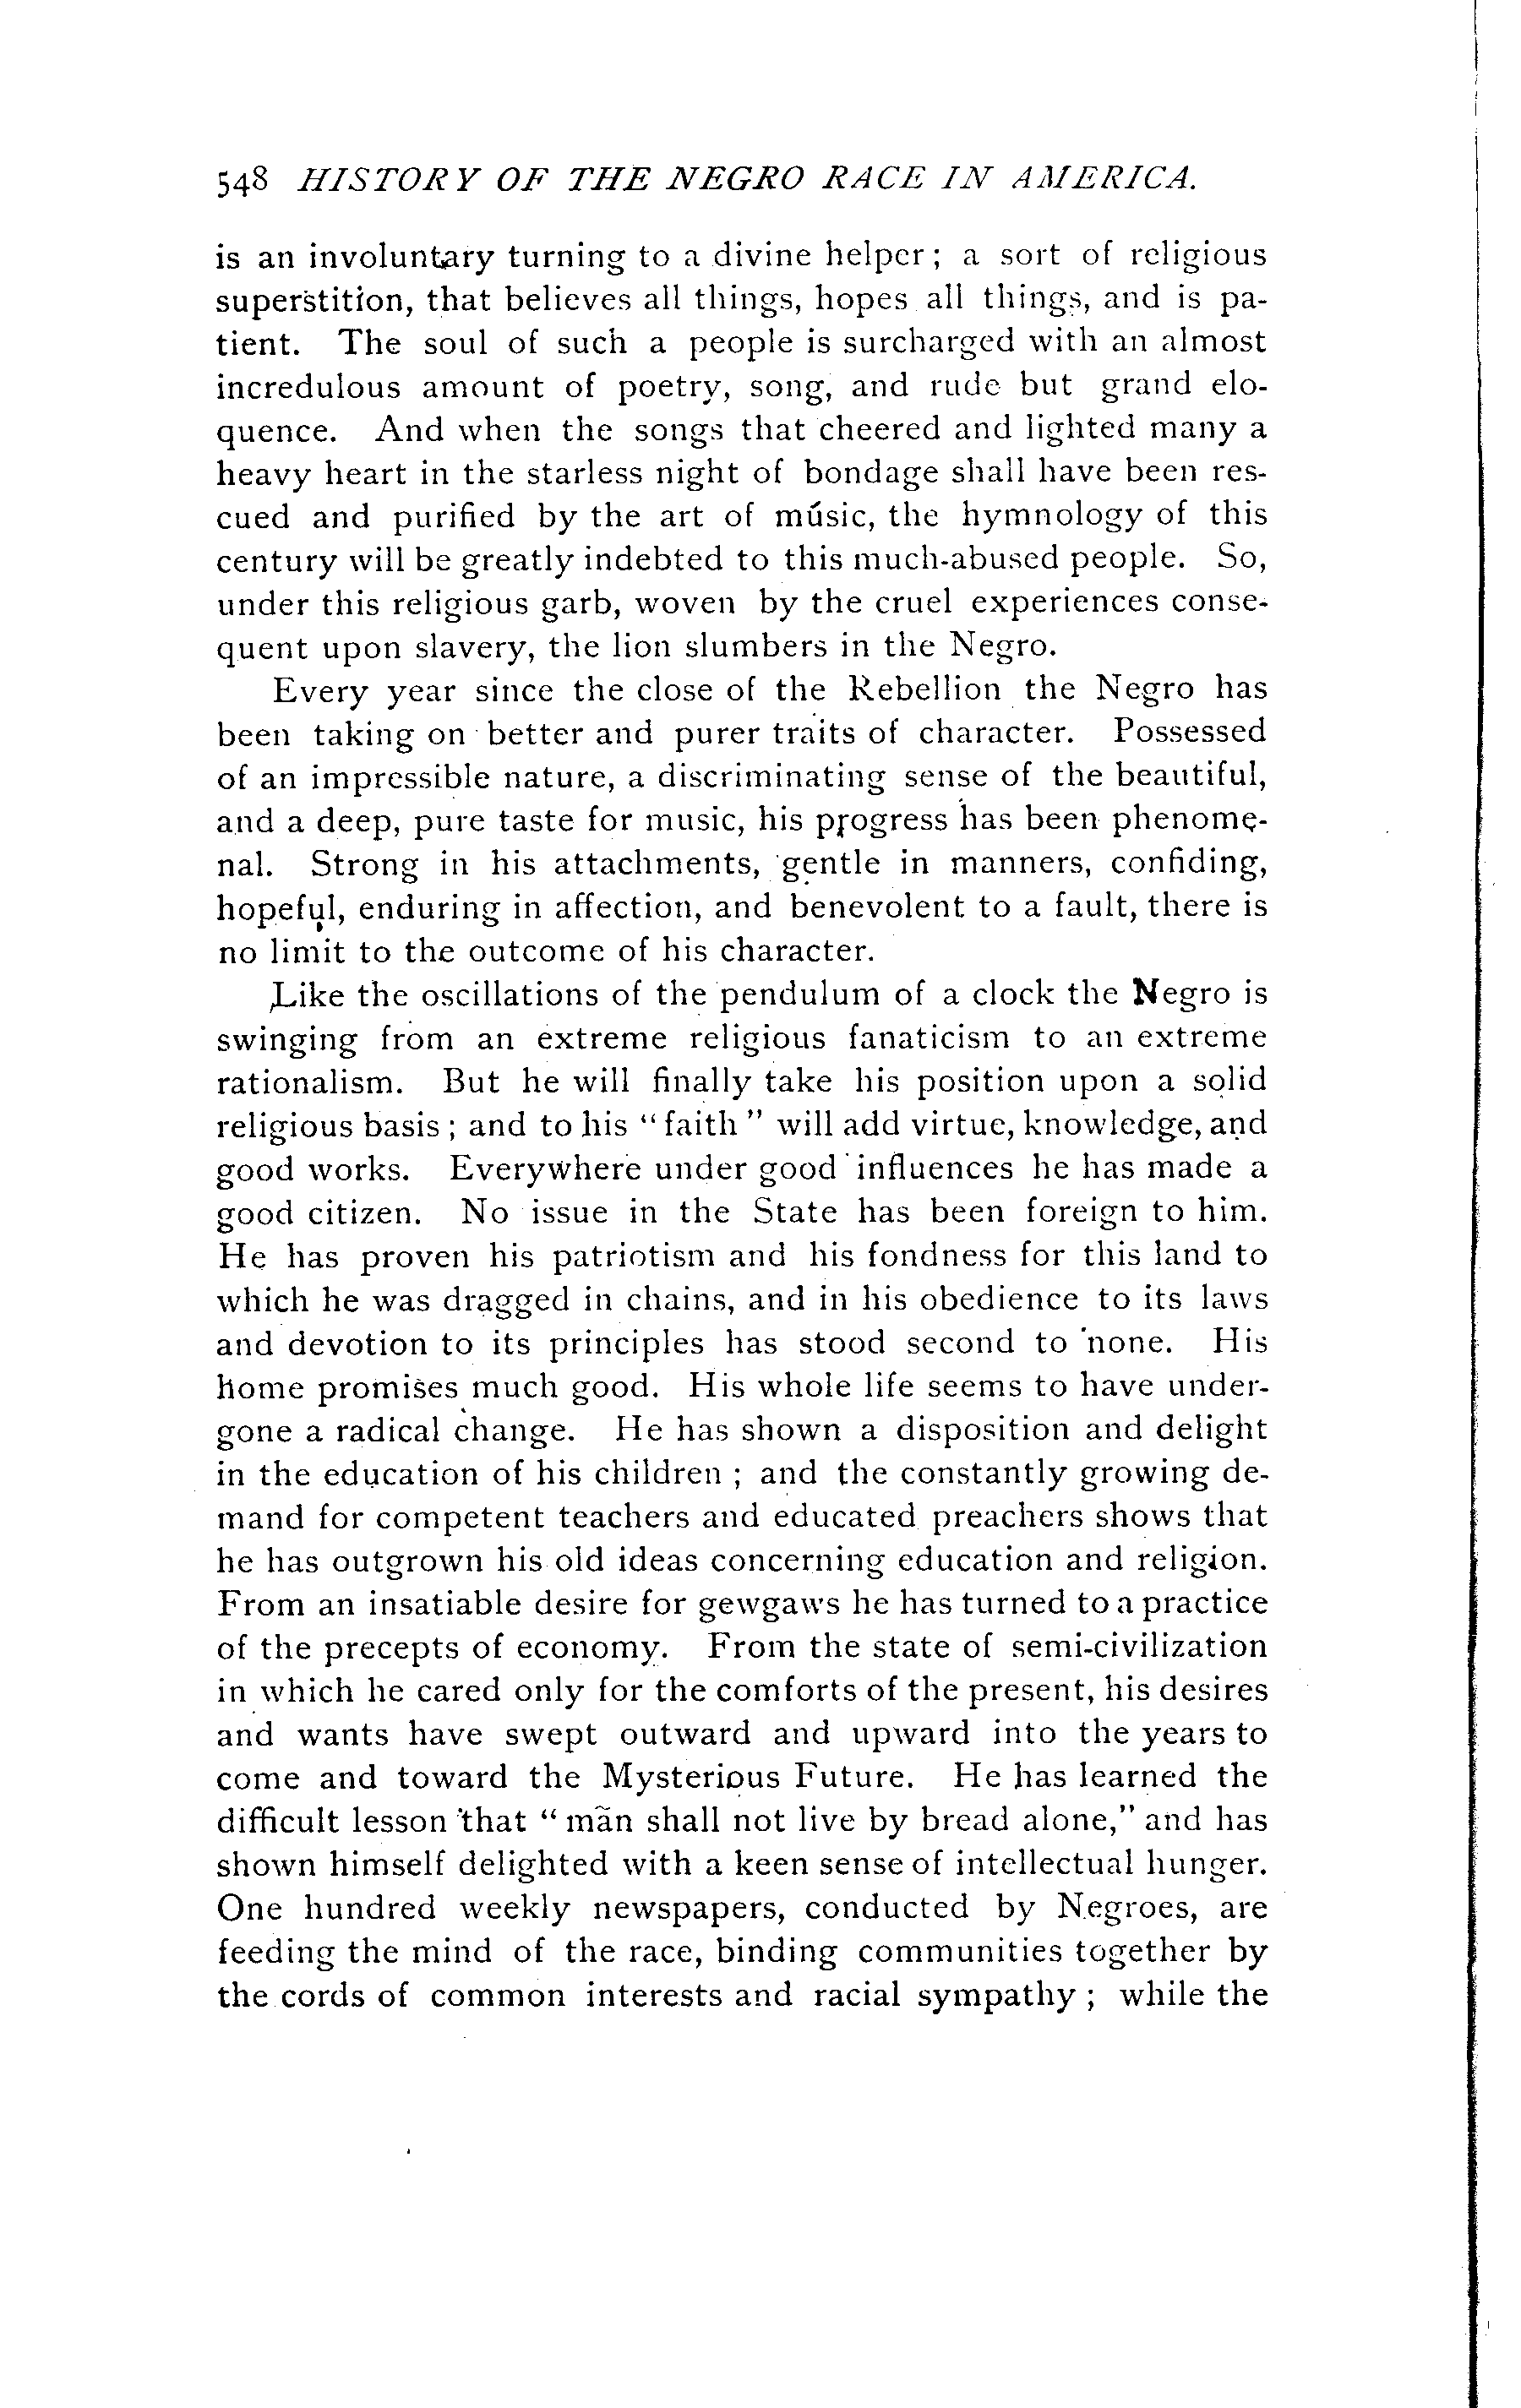 548 HISTORY OF THE NEGRO RACE IN AMERICA.
is an involuntary turning to a divine helper; a sort of religious
superstition, that believes all things, hopes all things, and is pa-
tient. The soul of such a people is surcharged with an almost
incredulous amount of poetry, song, and rude but grand elo-
quence. And when the songs that cheered and lighted many a
heavy heart in the starless night of bondage shall have been res-
cued and purified by the art of music, the hymnology of this
century will be greatly indebted to this much-abused people. So,
under this religious garb, woven by the cruel experiences conse-
quent upon slavery, the lion slumbers in the Negro.
Every year since the close of the Rebellion the Negro has
been taking on better and purer traits of character. Possessed
of an impressible nature, a discriminating sense of the beautiful,
and a deep, pure taste for music, his progress has been phenome-
nal. Strong in his attachments, gentle in manners, confiding,
hopeful, enduring in affection, and benevolent to a fault, there is
no limit to the outcome of his character.
Like the oscillations of the pendulum of a clock the Negro is
swinging from an extreme religious fanaticism to an extreme
rationalism. But he will finally take his position upon a solid
religious basis; and to his "faith" will add virtue, knowledge, and
good works. Everywhere under good influences he has made a
good citizen. No issue in the State has been foreign to him.
He has proven his patriotism and his fondness for this land to
which he was dragged in chains, and in his obedience to its laws
and devotion to its principles has stood second to none. His
home promises much good. His whole life seems to have under-
gone a radical change. He has shown a disposition and delight
in the education of his children; and the constantly growing de-
mand for competent teachers and educated preachers shows that
he has outgrown his old ideas concerning education and religion.
From an insatiable desire for gewgaws he has turned to a practice
of the precepts of economy. From the state of semi-civilization
in which he cared only for the comforts of the present, his desires
and wants have swept outward and upward into the years to
come and toward the Mysterious Future. He has learned the
difficult lesson that "man shall not live by bread alone," and has
shown himself delighted with a keen sense of intellectual hunger.
One hundred weekly newspapers, conducted by Negroes, are
feeding the mind of the race, binding communities together by
the cords of common interests and racial sympathy; while the